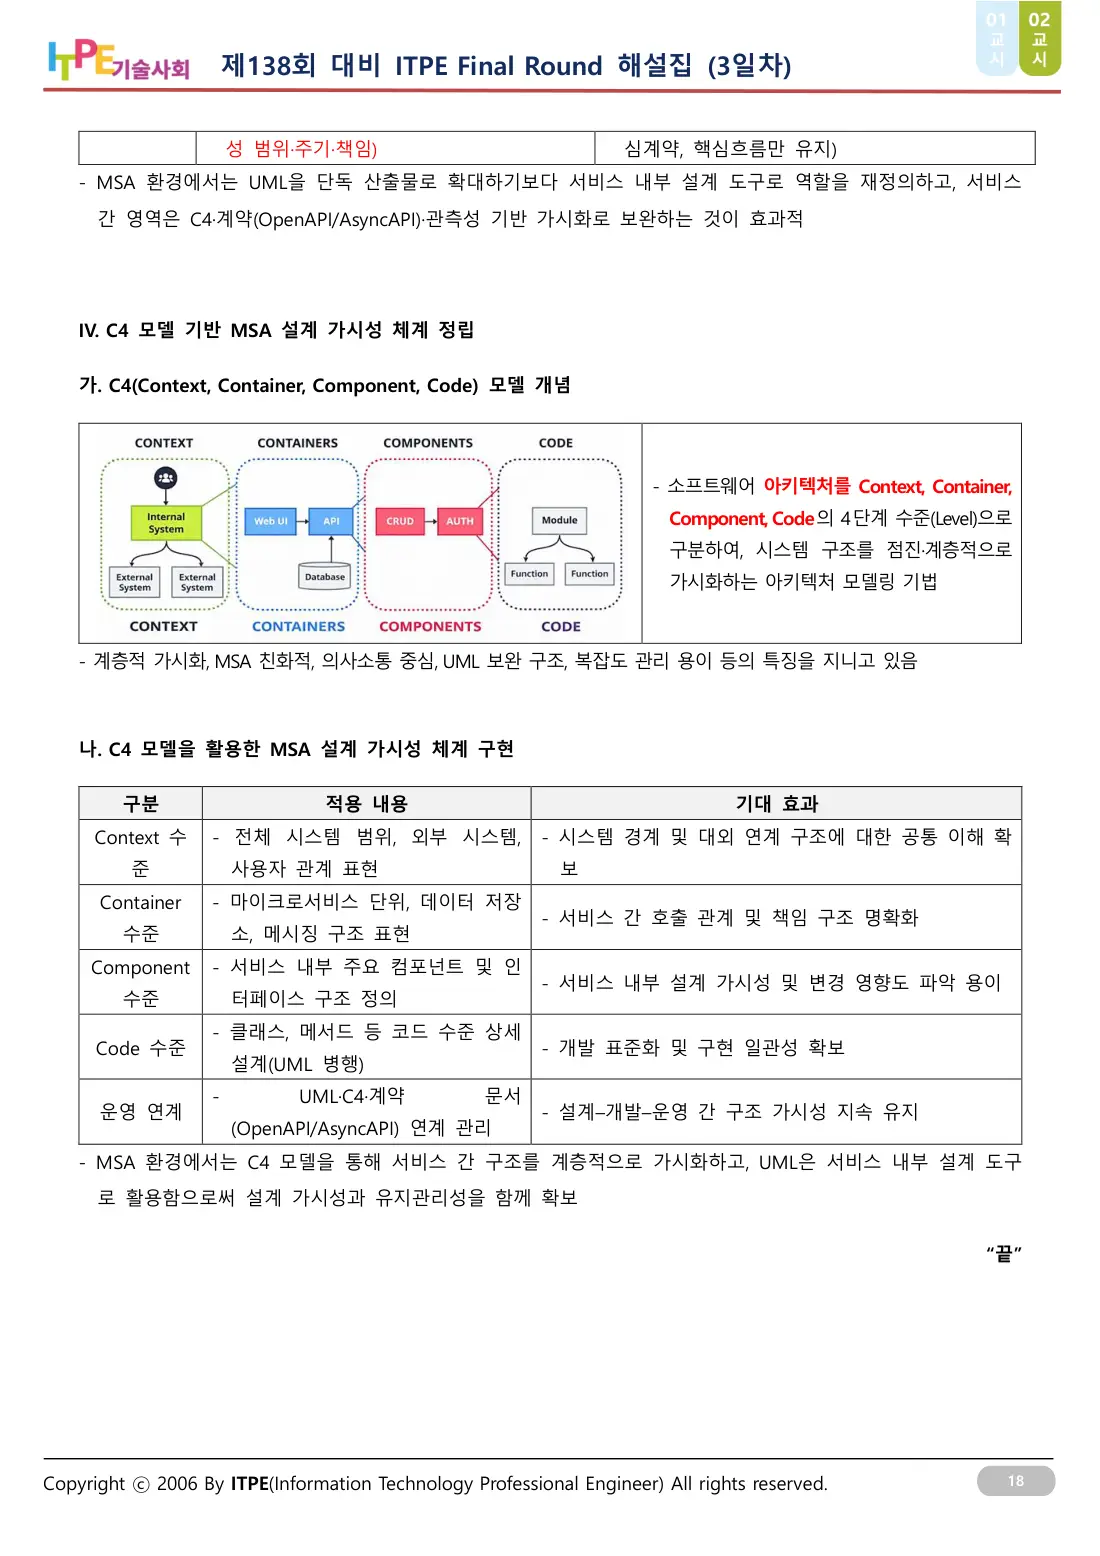 01
교
시
02
교
시
ITPE기술사회 제138회 대비 ITPE Final Round 해설집 (3일차)
성 범위·주기·책임) 심계약, 핵심흐름만 유지)
- MSA 환경에서는 UML을 단독 산출물로 확대하기보다 서비스 내부 설계 도구로 역할을 재정의하고, 서비스
간 영역은 C4·계약(OpenAPI/AsyncAPI)·관측성 기반 가시화로 보완하는 것이 효과적
IV. C4 모델 기반 MSA 설계 가시성 체계 정립
가. C4(Context, Container, Component, Code) 모델 개념
CONTEXT CONTAINERS COMPONENTS CODE
Internal
System
External
System
External
System
Web UI
API
Database
CRUD
AUTH
Module
Function
Function
CONTEXT CONTAINERS COMPONENTS CODE
- 소프트웨어 아키텍처를 Context, Container,
Component, Code의 4단계 수준(Level)으로
구분하여, 시스템 구조를 점진·계층적으로
가시화하는 아키텍처 모델링 기법
- 계층적 가시화, MSA 친화적, 의사소통 중심, UML 보완 구조, 복잡도 관리 용이 등의 특징을 지니고 있음
나. C4 모델을 활용한 MSA 설계 가시성 체계 구현
구분 적용 내용 기대 효과
Context 수
준
- 전체 시스템 범위, 외부 시스템,
사용자 관계 표현
- 시스템 경계 및 대외 연계 구조에 대한 공통 이해 확
보
Container
수준
- 마이크로서비스 단위, 데이터 저장
소, 메시징 구조 표현
- 서비스 간 호출 관계 및 책임 구조 명확화
Component
수준
- 서비스 내부 주요 컴포넌트 및 인
터페이스 구조 정의
- 서비스 내부 설계 가시성 및 변경 영향도 파악 용이
Code 수준
- 클래스, 메서드 등 코드 수준 상세
설계(UML 병행)
- 개발 표준화 및 구현 일관성 확보
운영 연계
- UML·C4·계약 문서
(OpenAPI/AsyncAPI) 연계 관리
- 설계–개발–운영 간 구조 가시성 지속 유지
- MSA 환경에서는 C4 모델을 통해 서비스 간 구조를 계층적으로 가시화하고, UML은 서비스 내부 설계 도구
로 활용함으로써 설계 가시성과 유지관리성을 함께 확보
“끝”
Copyright ⓒ 2006 By ITPE(Information Technology Professional Engineer) All rights reserved.
18